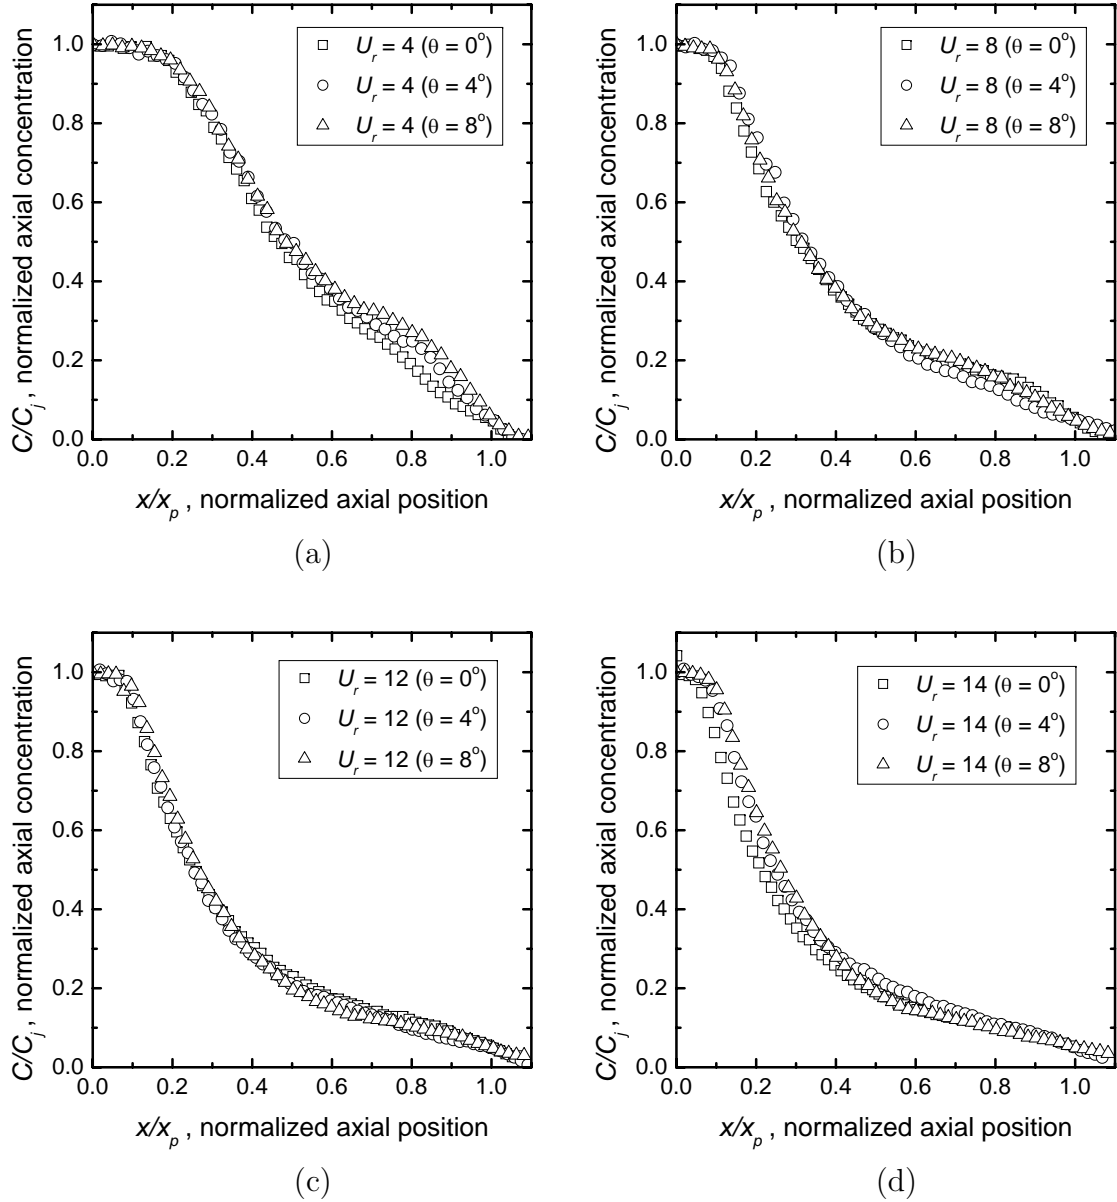 1.0
0.8
0.6
0.4
0.2
0.0
C/C_j , normalized axial concentration
U_r = 4 (θ = 0°)
U_r = 4 (θ = 4°)
U_r = 4 (θ = 8°)
0.0 0.2 0.4 0.6 0.8 1.0
x/x_p , normalized axial position
(a)
1.0
0.8
0.6
0.4
0.2
0.0
C/C_j , normalized axial concentration
U_r = 8 (θ = 0°)
U_r = 8 (θ = 4°)
U_r = 8 (θ = 8°)
0.0 0.2 0.4 0.6 0.8 1.0
x/x_p , normalized axial position
(b)
1.0
0.8
0.6
0.4
0.2
0.0
C/C_j , normalized axial concentration
U_r = 12 (θ = 0°)
U_r = 12 (θ = 4°)
U_r = 12 (θ = 8°)
0.0 0.2 0.4 0.6 0.8 1.0
x/x_p , normalized axial position
(c)
1.0
0.8
0.6
0.4
0.2
0.0
C/C_j , normalized axial concentration
U_r = 14 (θ = 0°)
U_r = 14 (θ = 4°)
U_r = 14 (θ = 8°)
0.0 0.2 0.4 0.6 0.8 1.0
x/x_p , normalized axial position
(d)